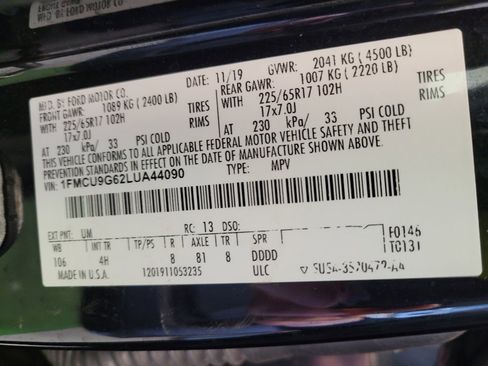 MFD. BY FORD MOTOR CO. 11/19 GVWR: 2041 KG (4500 LB)
FRONT GAWR: 1089 KG (2400 LB) REAR GAWR: 1007 KG (2220 LB)
WITH 225/65R17 102H TIRES WITH 225/65R17 102H TIRES
17x7.0J RIMS 17x7.0J RIMS
AT 230 kPa/ 33 PSI COLD AT 230 kPa/ 33 PSI COLD
THIS VEHICLE CONFORMS TO ALL APPLICABLE FEDERAL MOTOR VEHICLE SAFETY, BUMPER AND THEFT
PREVENTION STANDARDS IN EFFECT ON THE DATE OF MANUFACTURE SHOWN ABOVE.
VIN: 1FMCU9G62LUA44090 TYPE: MPV
EXT PNT: UM RC: 13 DSO: F0146
WB INT TR TP/PS R AXLE TR SPR T0131
106 4H 8 81 8 DDDD
MADE IN U.S.A. 1201911053235 ULC